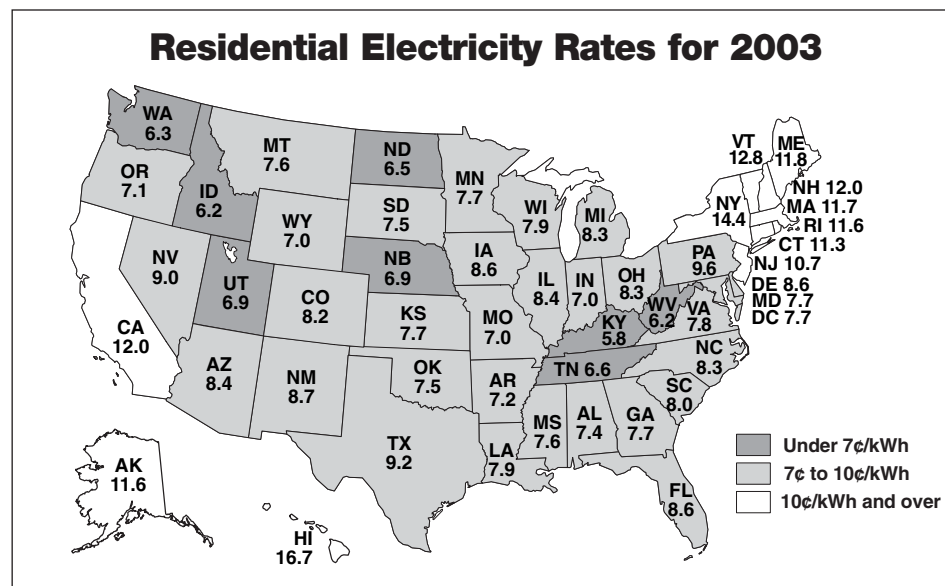 Residential Electricity Rates for 2003
WA
6.3
MT
7.6
ND
6.5
VT
12.8
ME
11.8
OR
7.1
ID
6.2
MN
7.7
NH 12.0
MA 11.7
RI 11.6
CT 11.3
NJ 10.7
DE 8.6
MD 7.7
DC 7.7
WY
7.0
SD
7.5
WI
7.9
MI
8.3
NY
14.4
NV
9.0
UT
6.9
NB
6.9
IA
8.6
PA
9.6
CA
12.0
CO
8.2
KS
7.7
MO
7.0
IL
8.4
IN
7.0
OH
8.3
WV
6.2
VA
7.8
KY
5.8
AZ
8.4
NM
8.7
OK
7.5
AR
7.2
TN 6.6
NC
8.3
SC
8.0
TX
9.2
LA
7.9
MS
7.6
AL
7.4
GA
7.7
FL
8.6
AK
11.6
HI
16.7
Under 7¢/kWh
7¢ to 10¢/kWh
10¢/kWh and over